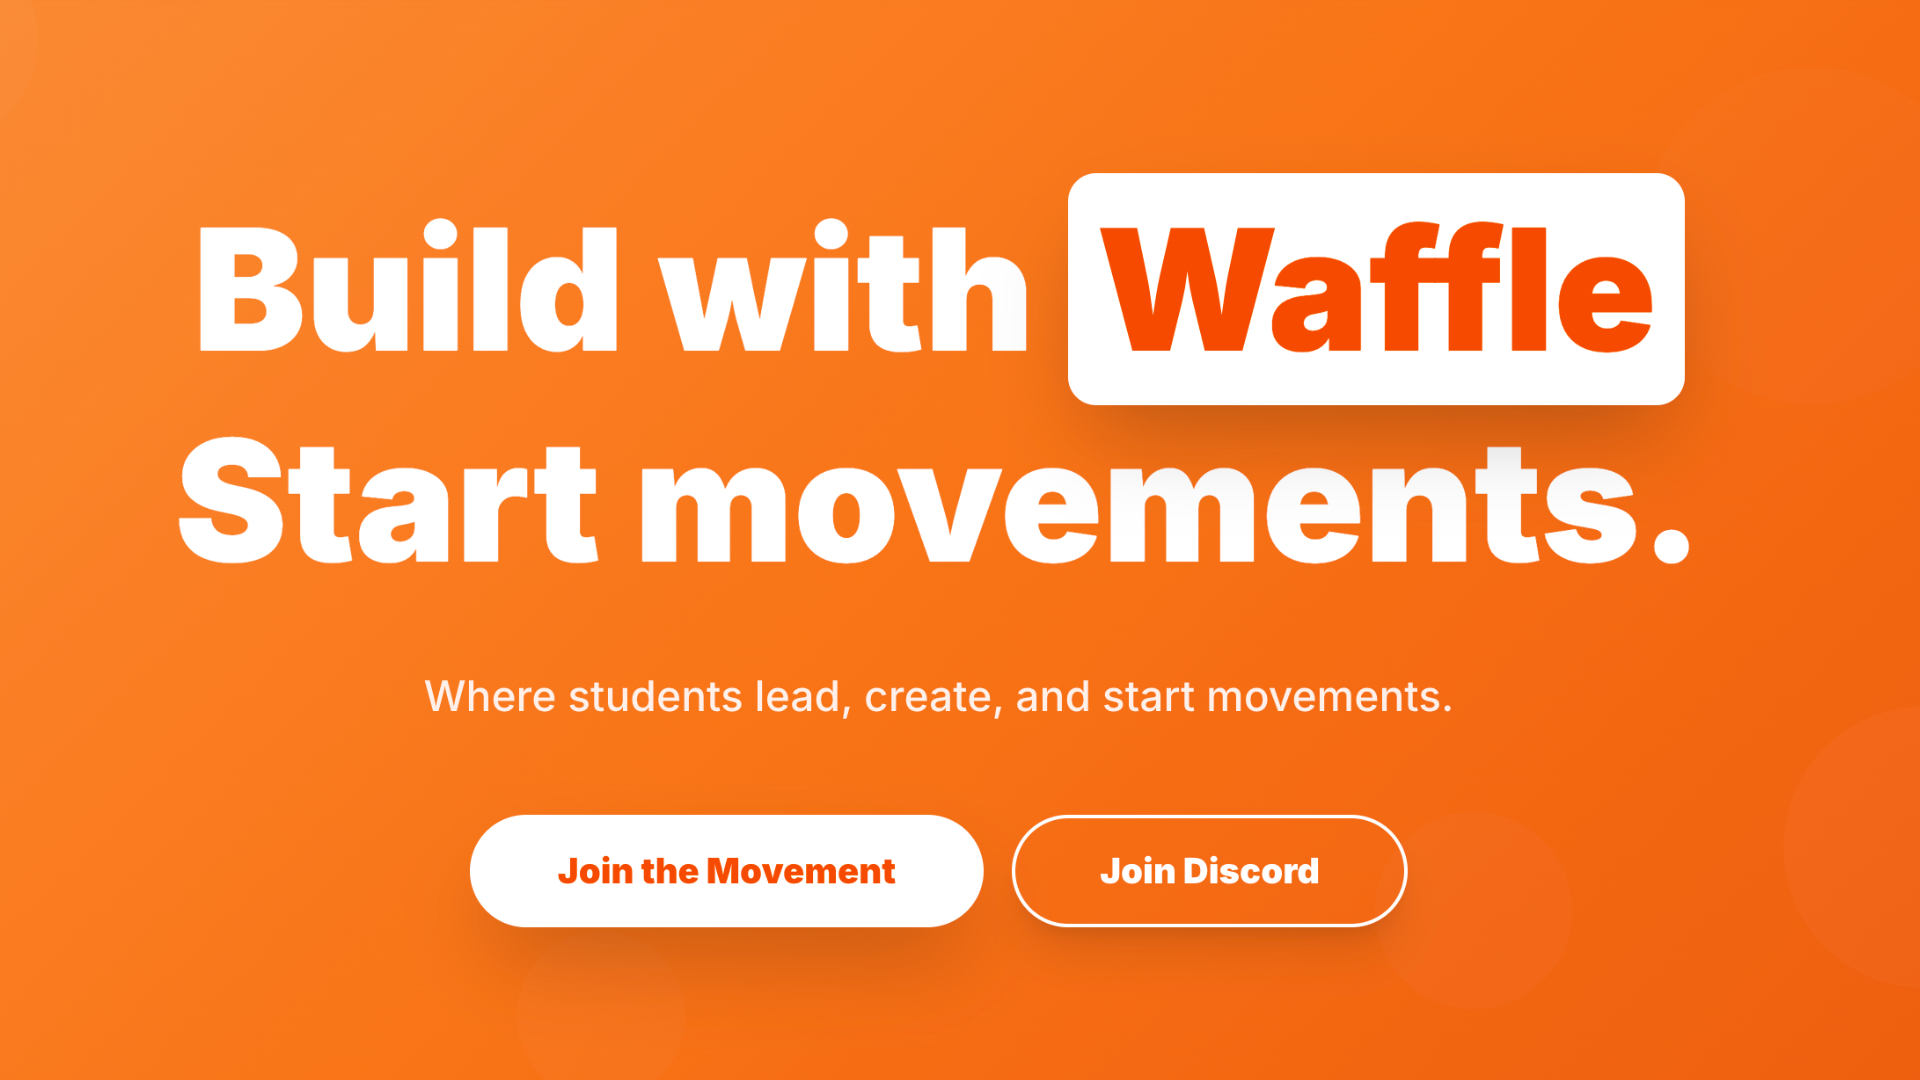 Build with Waffle
Start movements.
Where students lead, create, and start movements.
Join the Movement
Join Discord